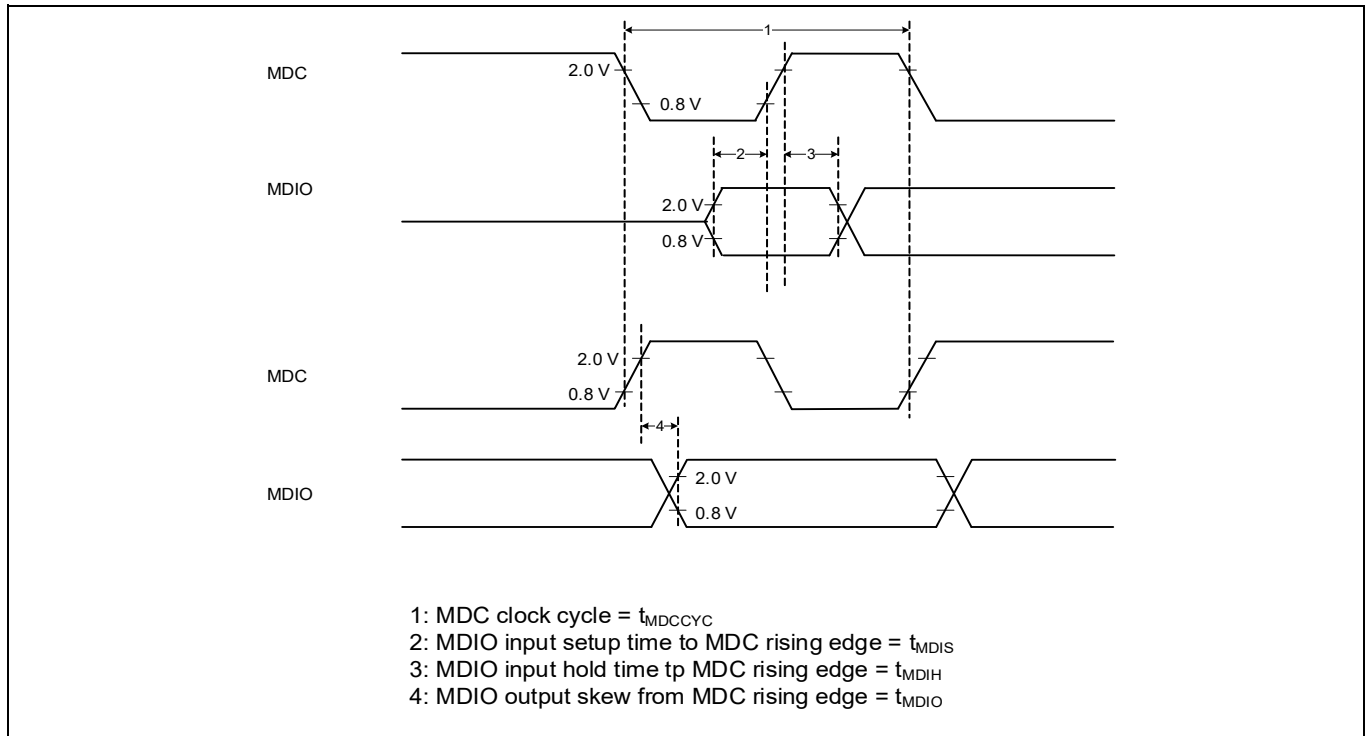 1
MDC
2.0 V
0.8 V
2
3
MDIO
2.0 V
0.8 V
2.0 V
MDC
0.8 V
4
2.0 V
MDIO
0.8 V
1: MDC clock cycle = tMDCCYC
2: MDIO input setup time to MDC rising edge = tMDIS
3: MDIO input hold time tp MDC rising edge = tMDIH
4: MDIO output skew from MDC rising edge = tMDIO